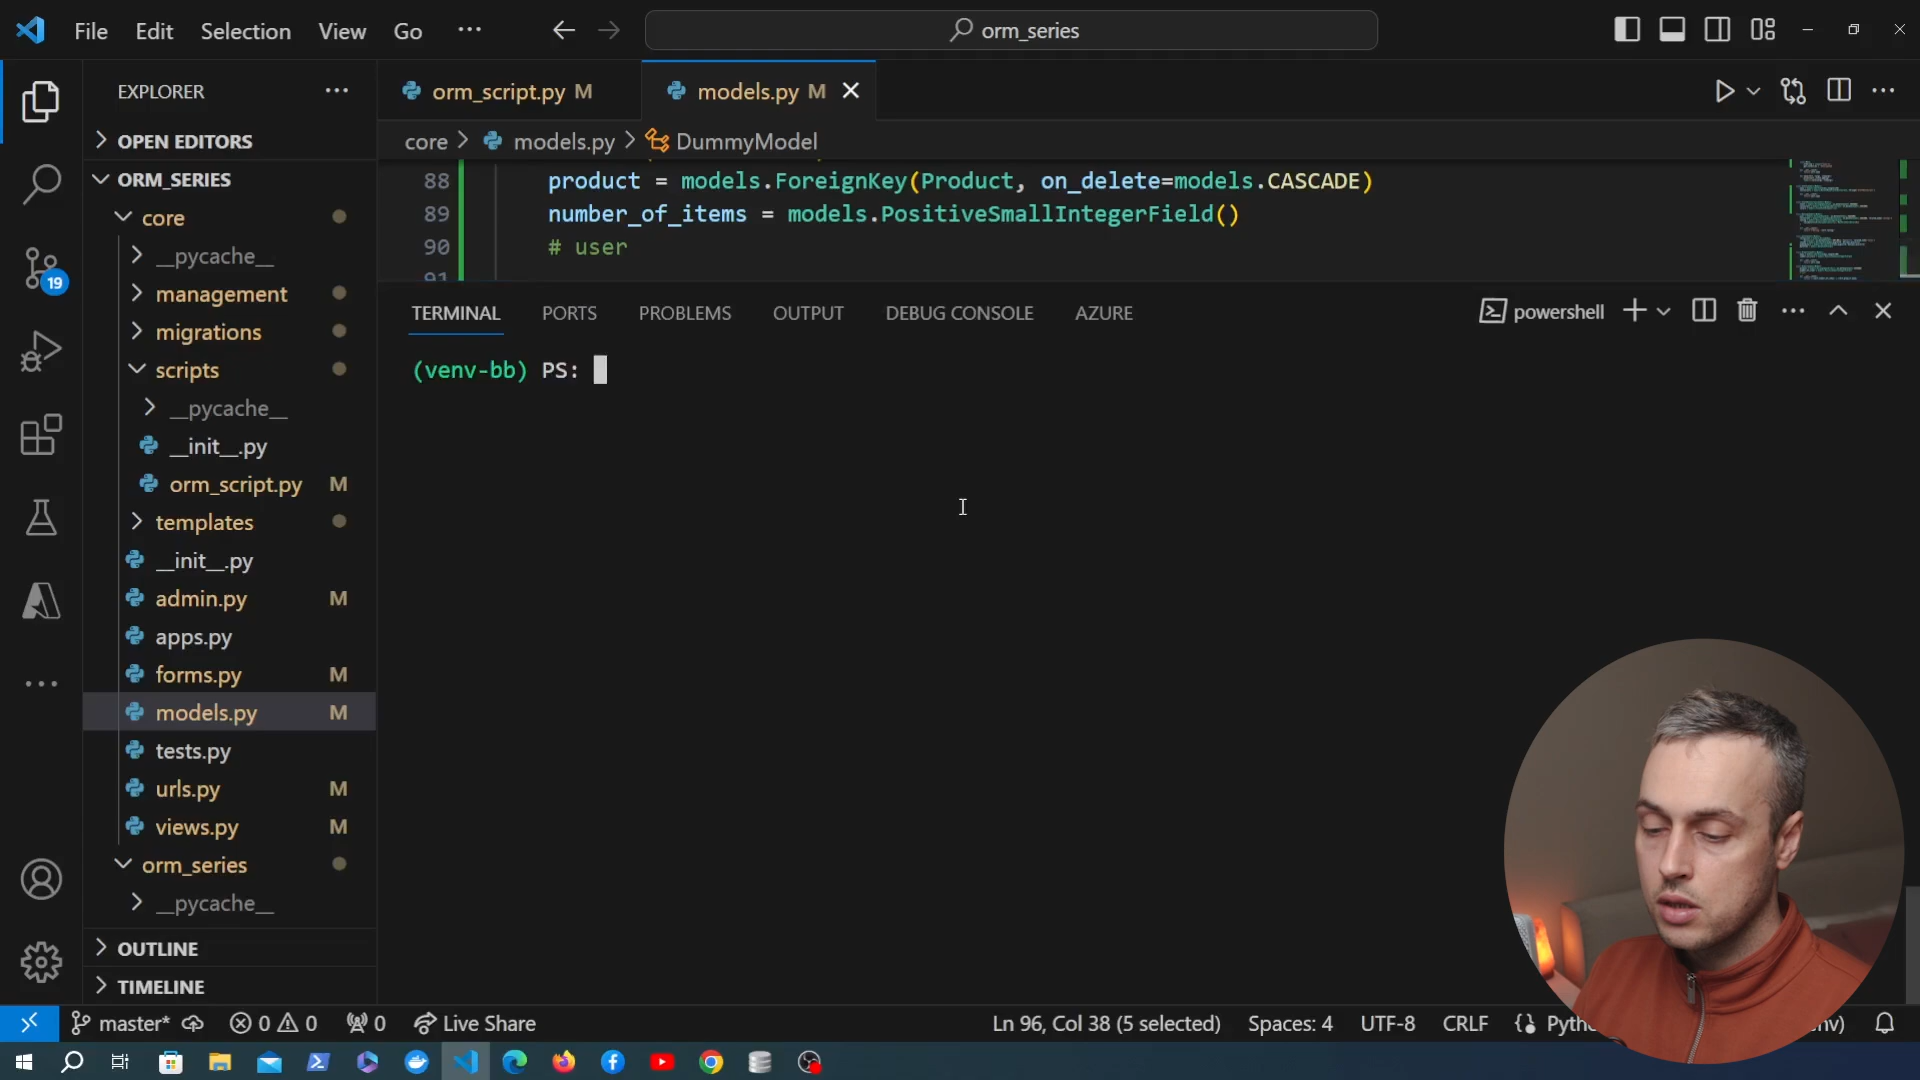 File Edit Selection View Go ... orm_series
EXPLORER
OPEN EDITORS
ORM_SERIES
core
__pycache__
management
migrations
scripts
__pycache__
__init__.py
orm_script.py M
templates
__init__.py
admin.py M
apps.py
forms.py M
models.py M
tests.py
urls.py M
views.py M
orm_series
__pycache__
OUTLINE
TIMELINE
19
orm_script.py M models.py M
core > models.py > DummyModel
88 product = models.ForeignKey(Product, on_delete=models.CASCADE)
89 number_of_items = models.PositiveSmallIntegerField()
90 # user
91
TERMINAL PORTS PROBLEMS OUTPUT DEBUG CONSOLE AZURE powershell
(venv-bb) PS:
master* 0 0 0 Live Share Ln 96, Col 38 (5 selected) Spaces: 4 UTF-8 CRLF